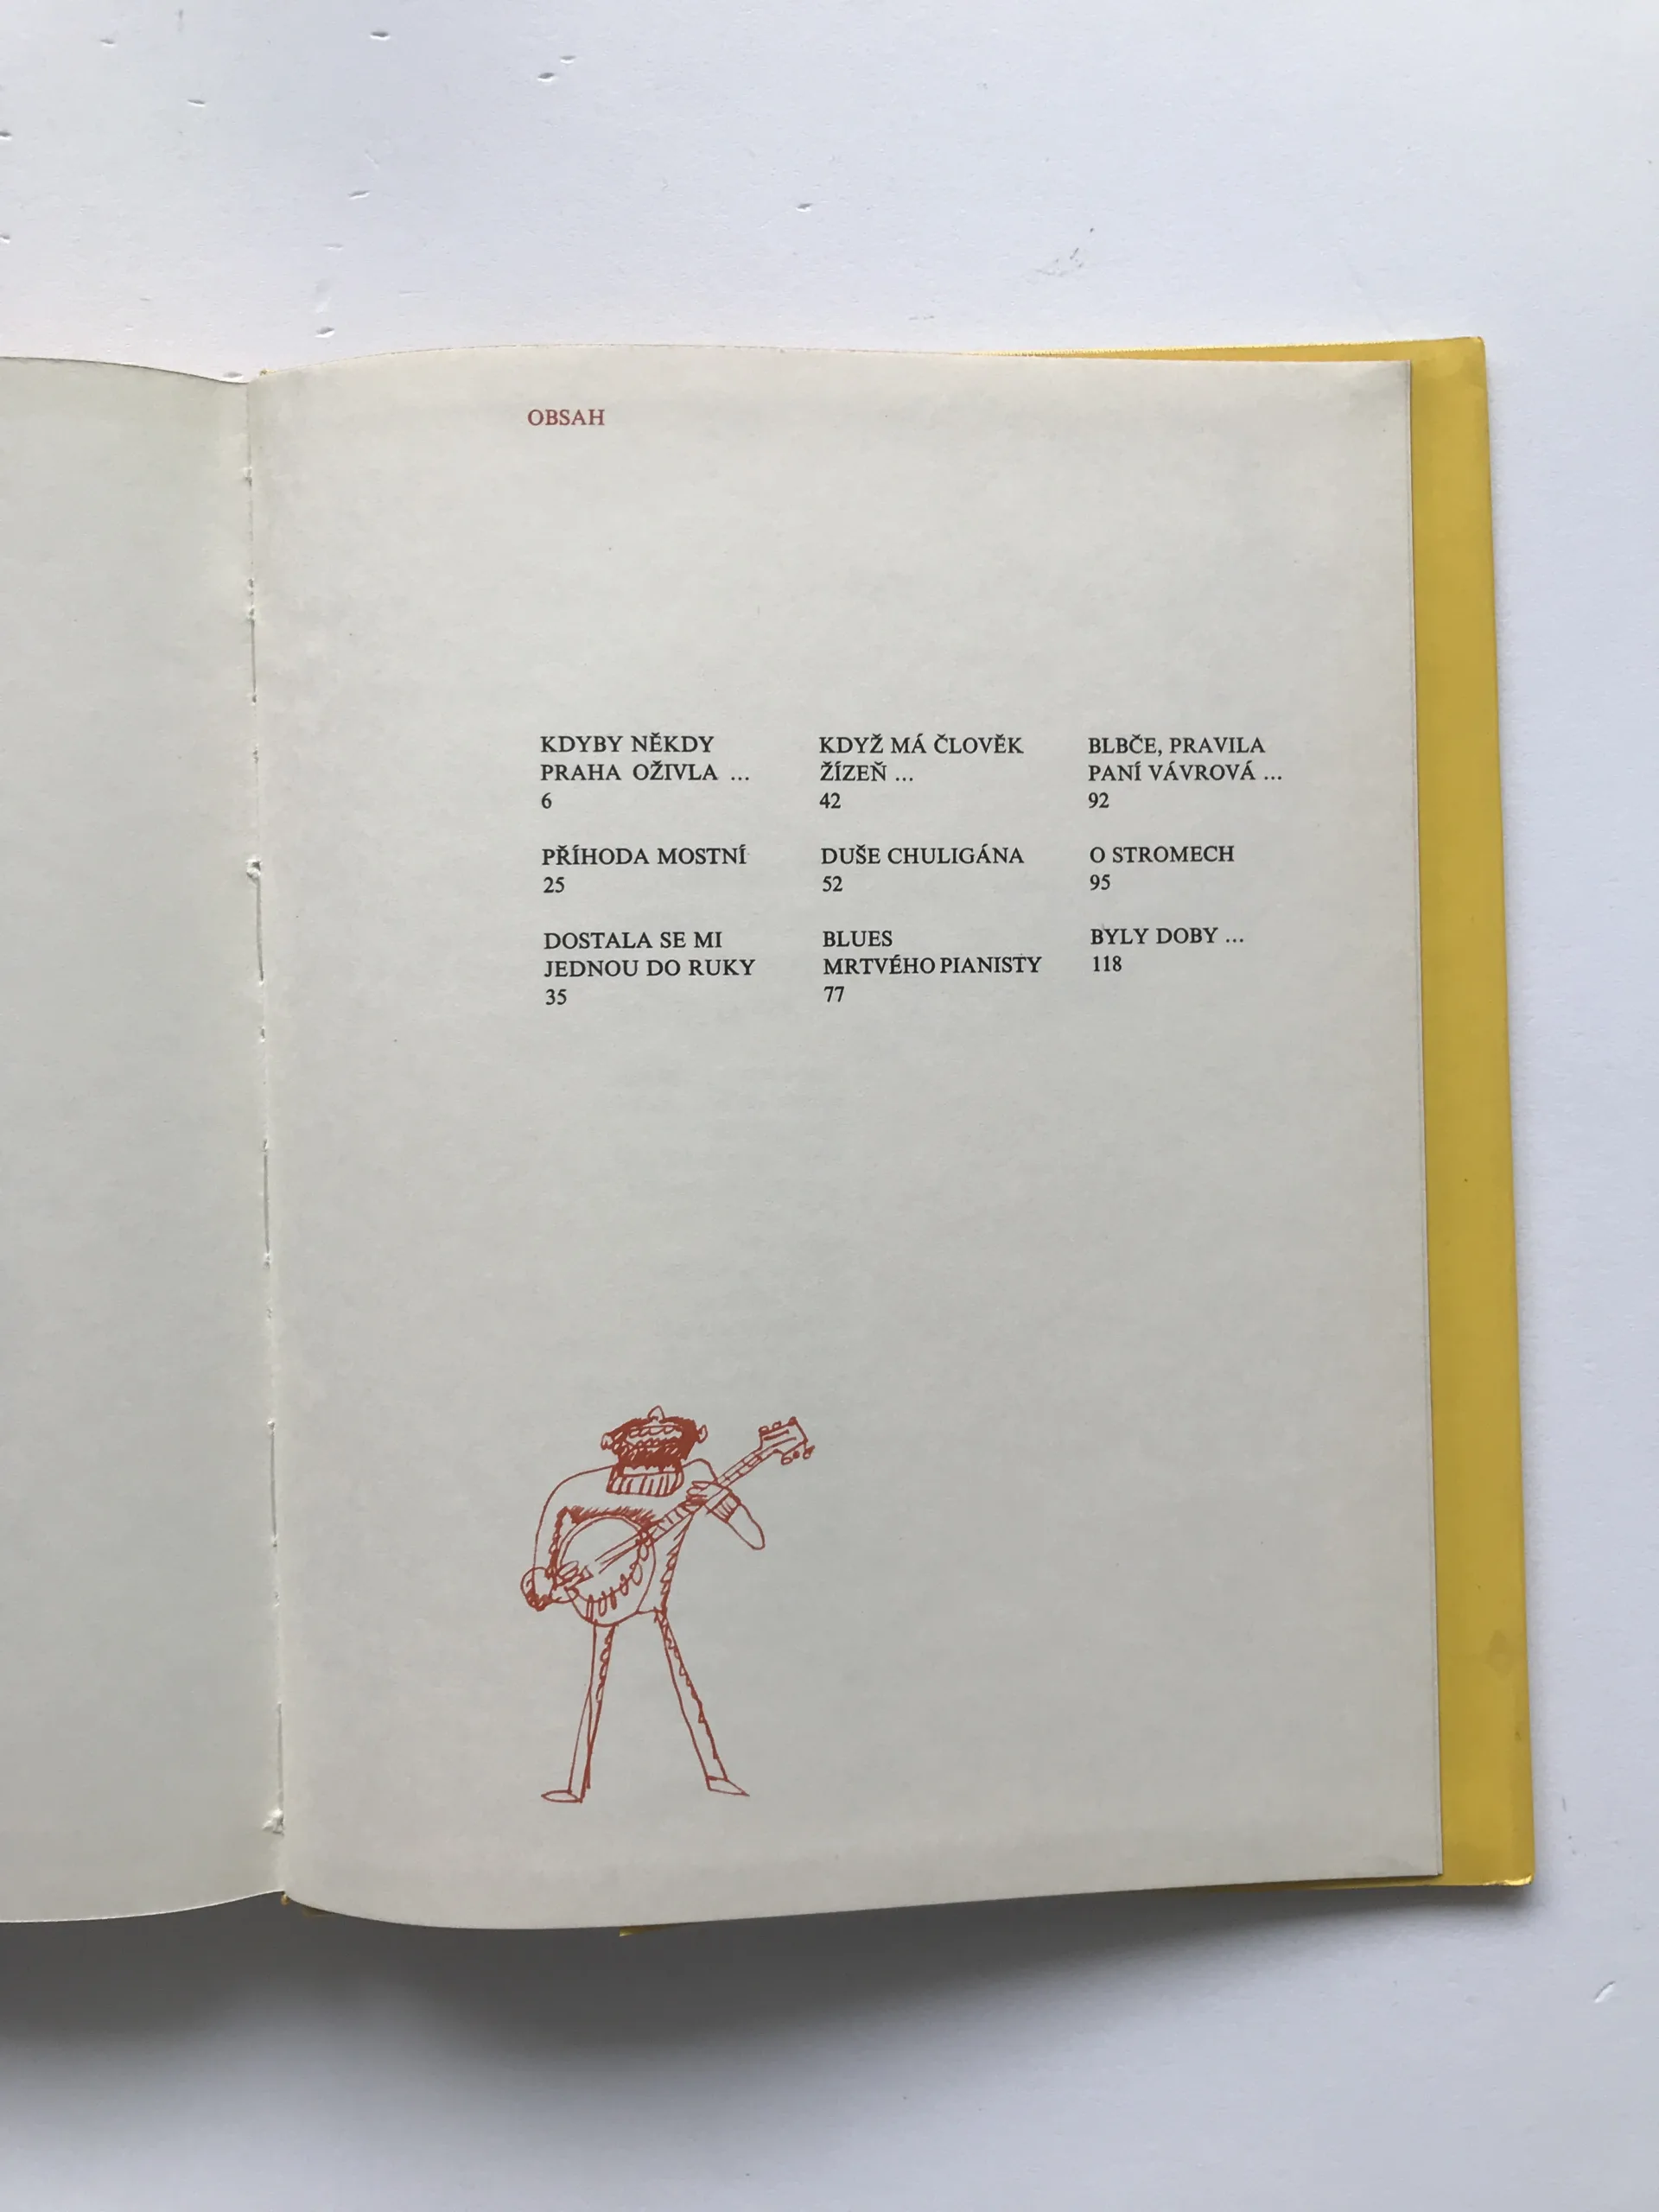 OBSAH
KDYBY NĚKDY
PRAHA OŽIVLA ...
6
PŘÍHODA MOSTNÍ
25
DOSTALA SE MI
JEDNOU DO RUKY
35
KDYŽ MÁ ČLOVĚK
ŽÍZEŇ ...
42
DUŠE CHULIGÁNA
52
BLUES
MRTVÉHO PIANISTY
77
BLBČE, PRAVILA
PANÍ VÁVROVÁ ...
92
O STROMECH
95
BYLY DOBY ...
118